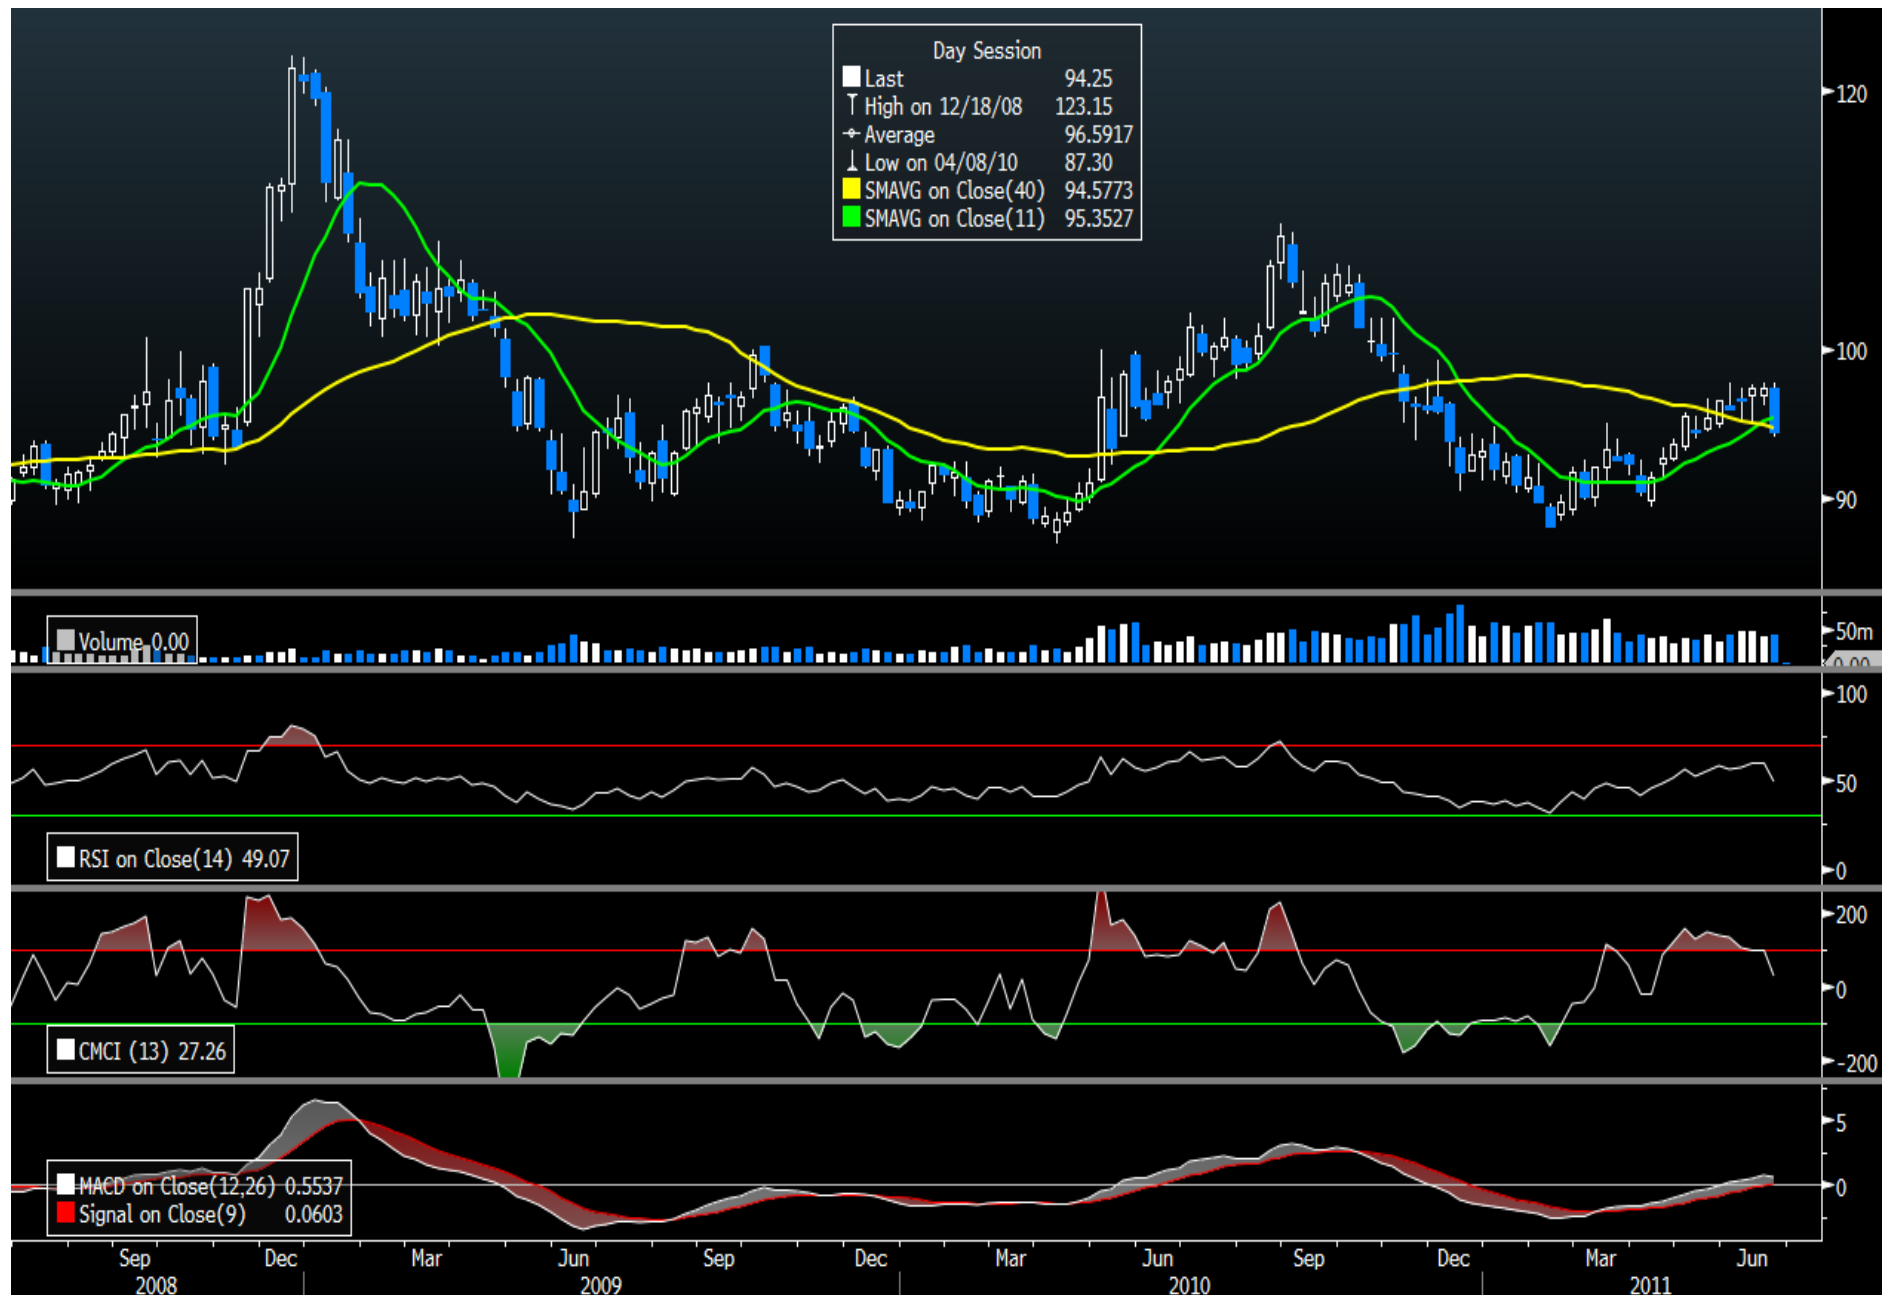 Day Session
Last 94.25
High on 12/18/08 123.15
Average 96.5917
Low on 04/08/10 87.30
SMAVG on Close(40) 94.5773
SMAVG on Close(11) 95.3527
120
100
90
Volume 0.00
50m
0.00
100
50
0
RSI on Close(14) 49.07
200
0
-200
CMCI (13) 27.26
5
0
MACD on Close(12,26) 0.5537
Signal on Close(9) 0.0603
Sep Dec Mar Jun Sep Dec Mar Jun Sep Dec Mar Jun
2008 2009 2010 2011